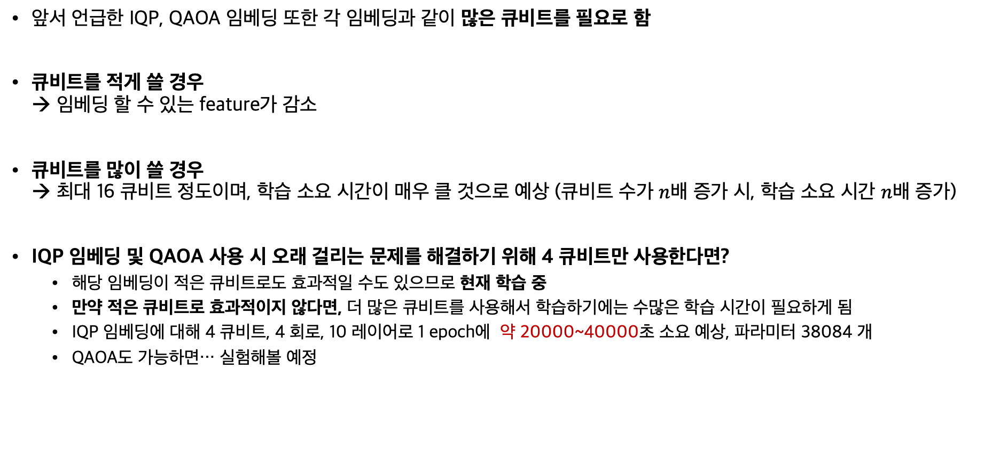 • 앞서 언급한 IQP, QAOA 임베딩 또한 각 임베딩과 같이 많은 큐비트를 필요로 함
• 큐비트를 적게 쓸 경우
→ 임베딩 할 수 있는 feature가 감소
• 큐비트를 많이 쓸 경우
→ 최대 16 큐비트 정도이며, 학습 소요 시간이 매우 클 것으로 예상 (큐비트 수가 n배 증가 시, 학습 소요 시간 n배 증가)
• IQP 임베딩 및 QAOA 사용 시 오래 걸리는 문제를 해결하기 위해 4 큐비트만 사용한다면?
• 해당 임베딩이 적은 큐비트로도 효과적일 수도 있으므로 현재 학습 중
• 만약 적은 큐비트로 효과적이지 않다면, 더 많은 큐비트를 사용해서 학습하기에는 수많은 학습 시간이 필요하게 됨
• IQP 임베딩에 대해 4 큐비트, 4 회로, 10 레이어로 1 epoch에 약 20000~40000초 소요 예상, 파라미터 38084 개
• QAOA도 가능하면… 실험해볼 예정